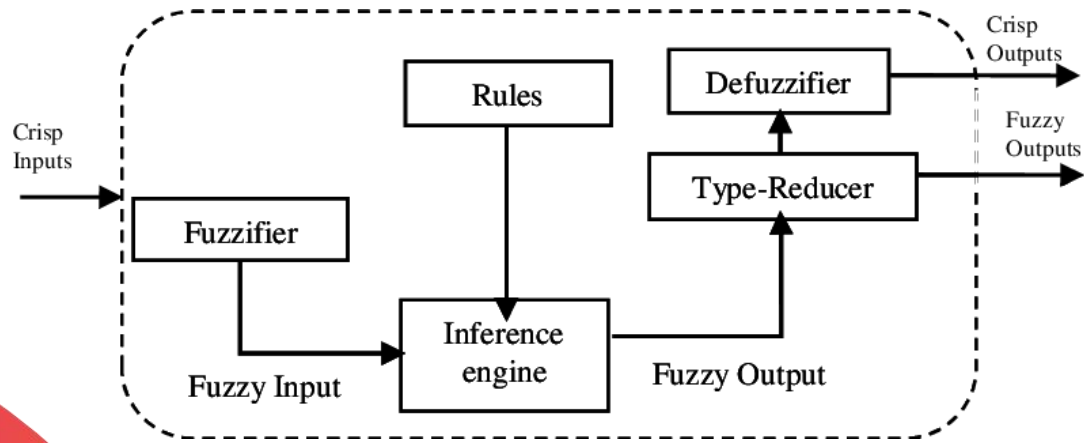 Crisp
Inputs
Fuzzifier
Rules
Inference
engine
Fuzzy Input
Fuzzy Output
Type-Reducer
Defuzzifier
Crisp
Outputs
Fuzzy
Outputs